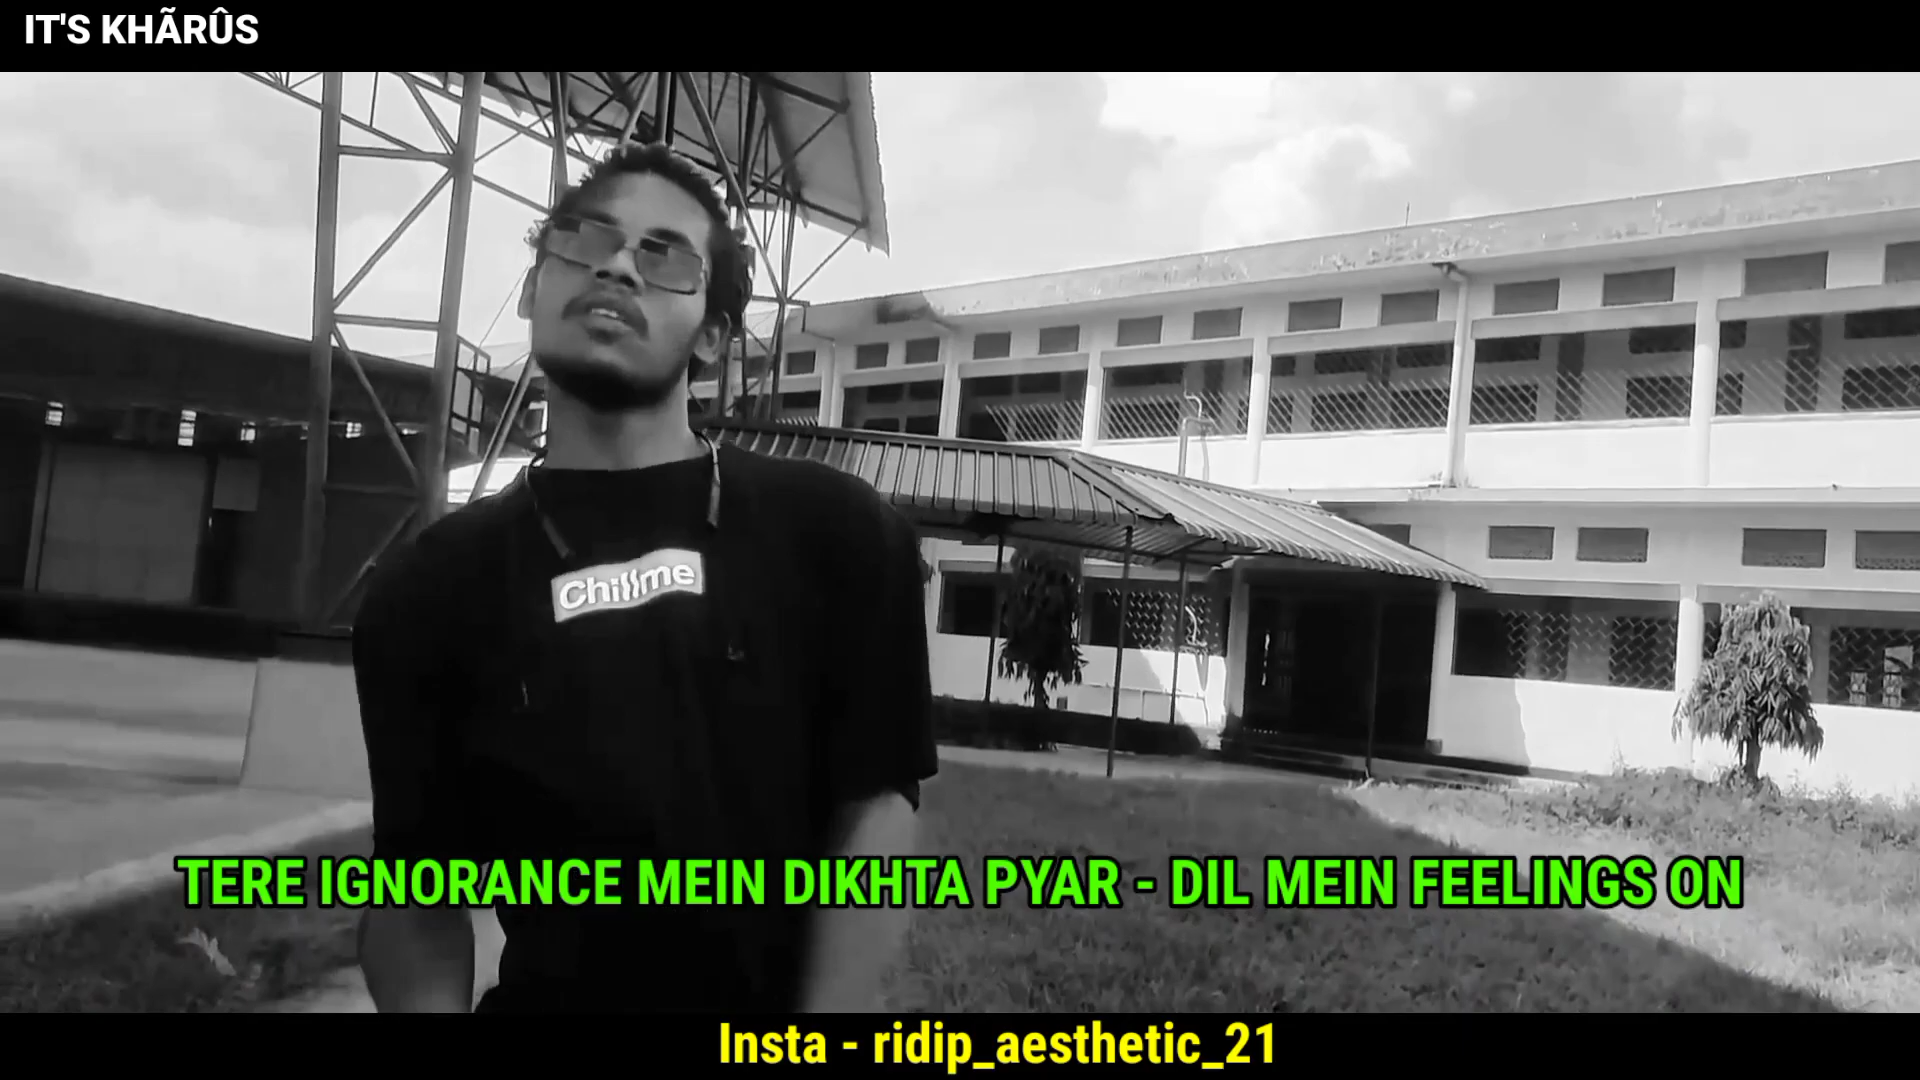 IT'S KHÃRÛS
Chillme
TERE IGNORANCE MEIN DIKHTA PYAR - DIL MEIN FEELINGS ON
Insta - ridip_aesthetic_21